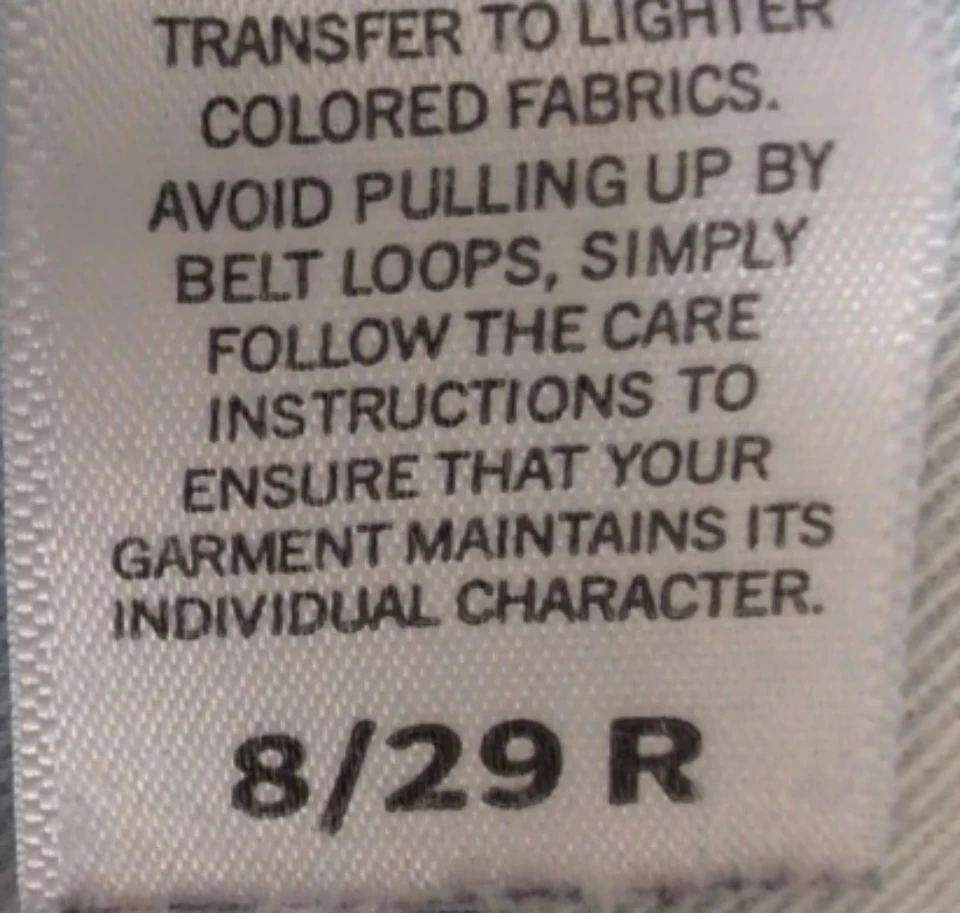 TRANSFER TO LIGHTER
COLORED FABRICS.
AVOID PULLING UP BY
BELT LOOPS, SIMPLY
FOLLOW THE CARE
INSTRUCTIONS TO
ENSURE THAT YOUR
GARMENT MAINTAINS ITS
INDIVIDUAL CHARACTER.
8/29 R